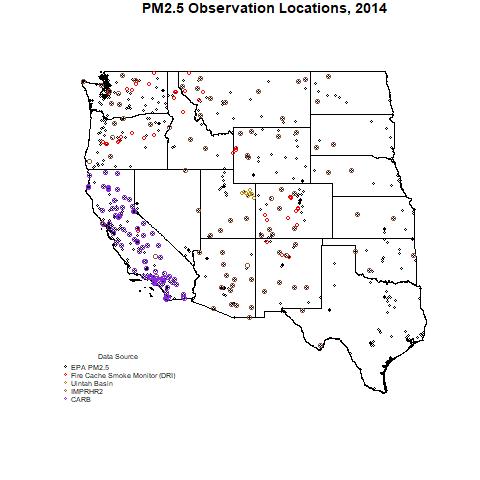 PM2.5 Observation Locations, 2014
Data Source
EPA PM2.5
Fire Cache Smoke Monitor (DRI)
Uintah Basin
IMPRHR2
CARB